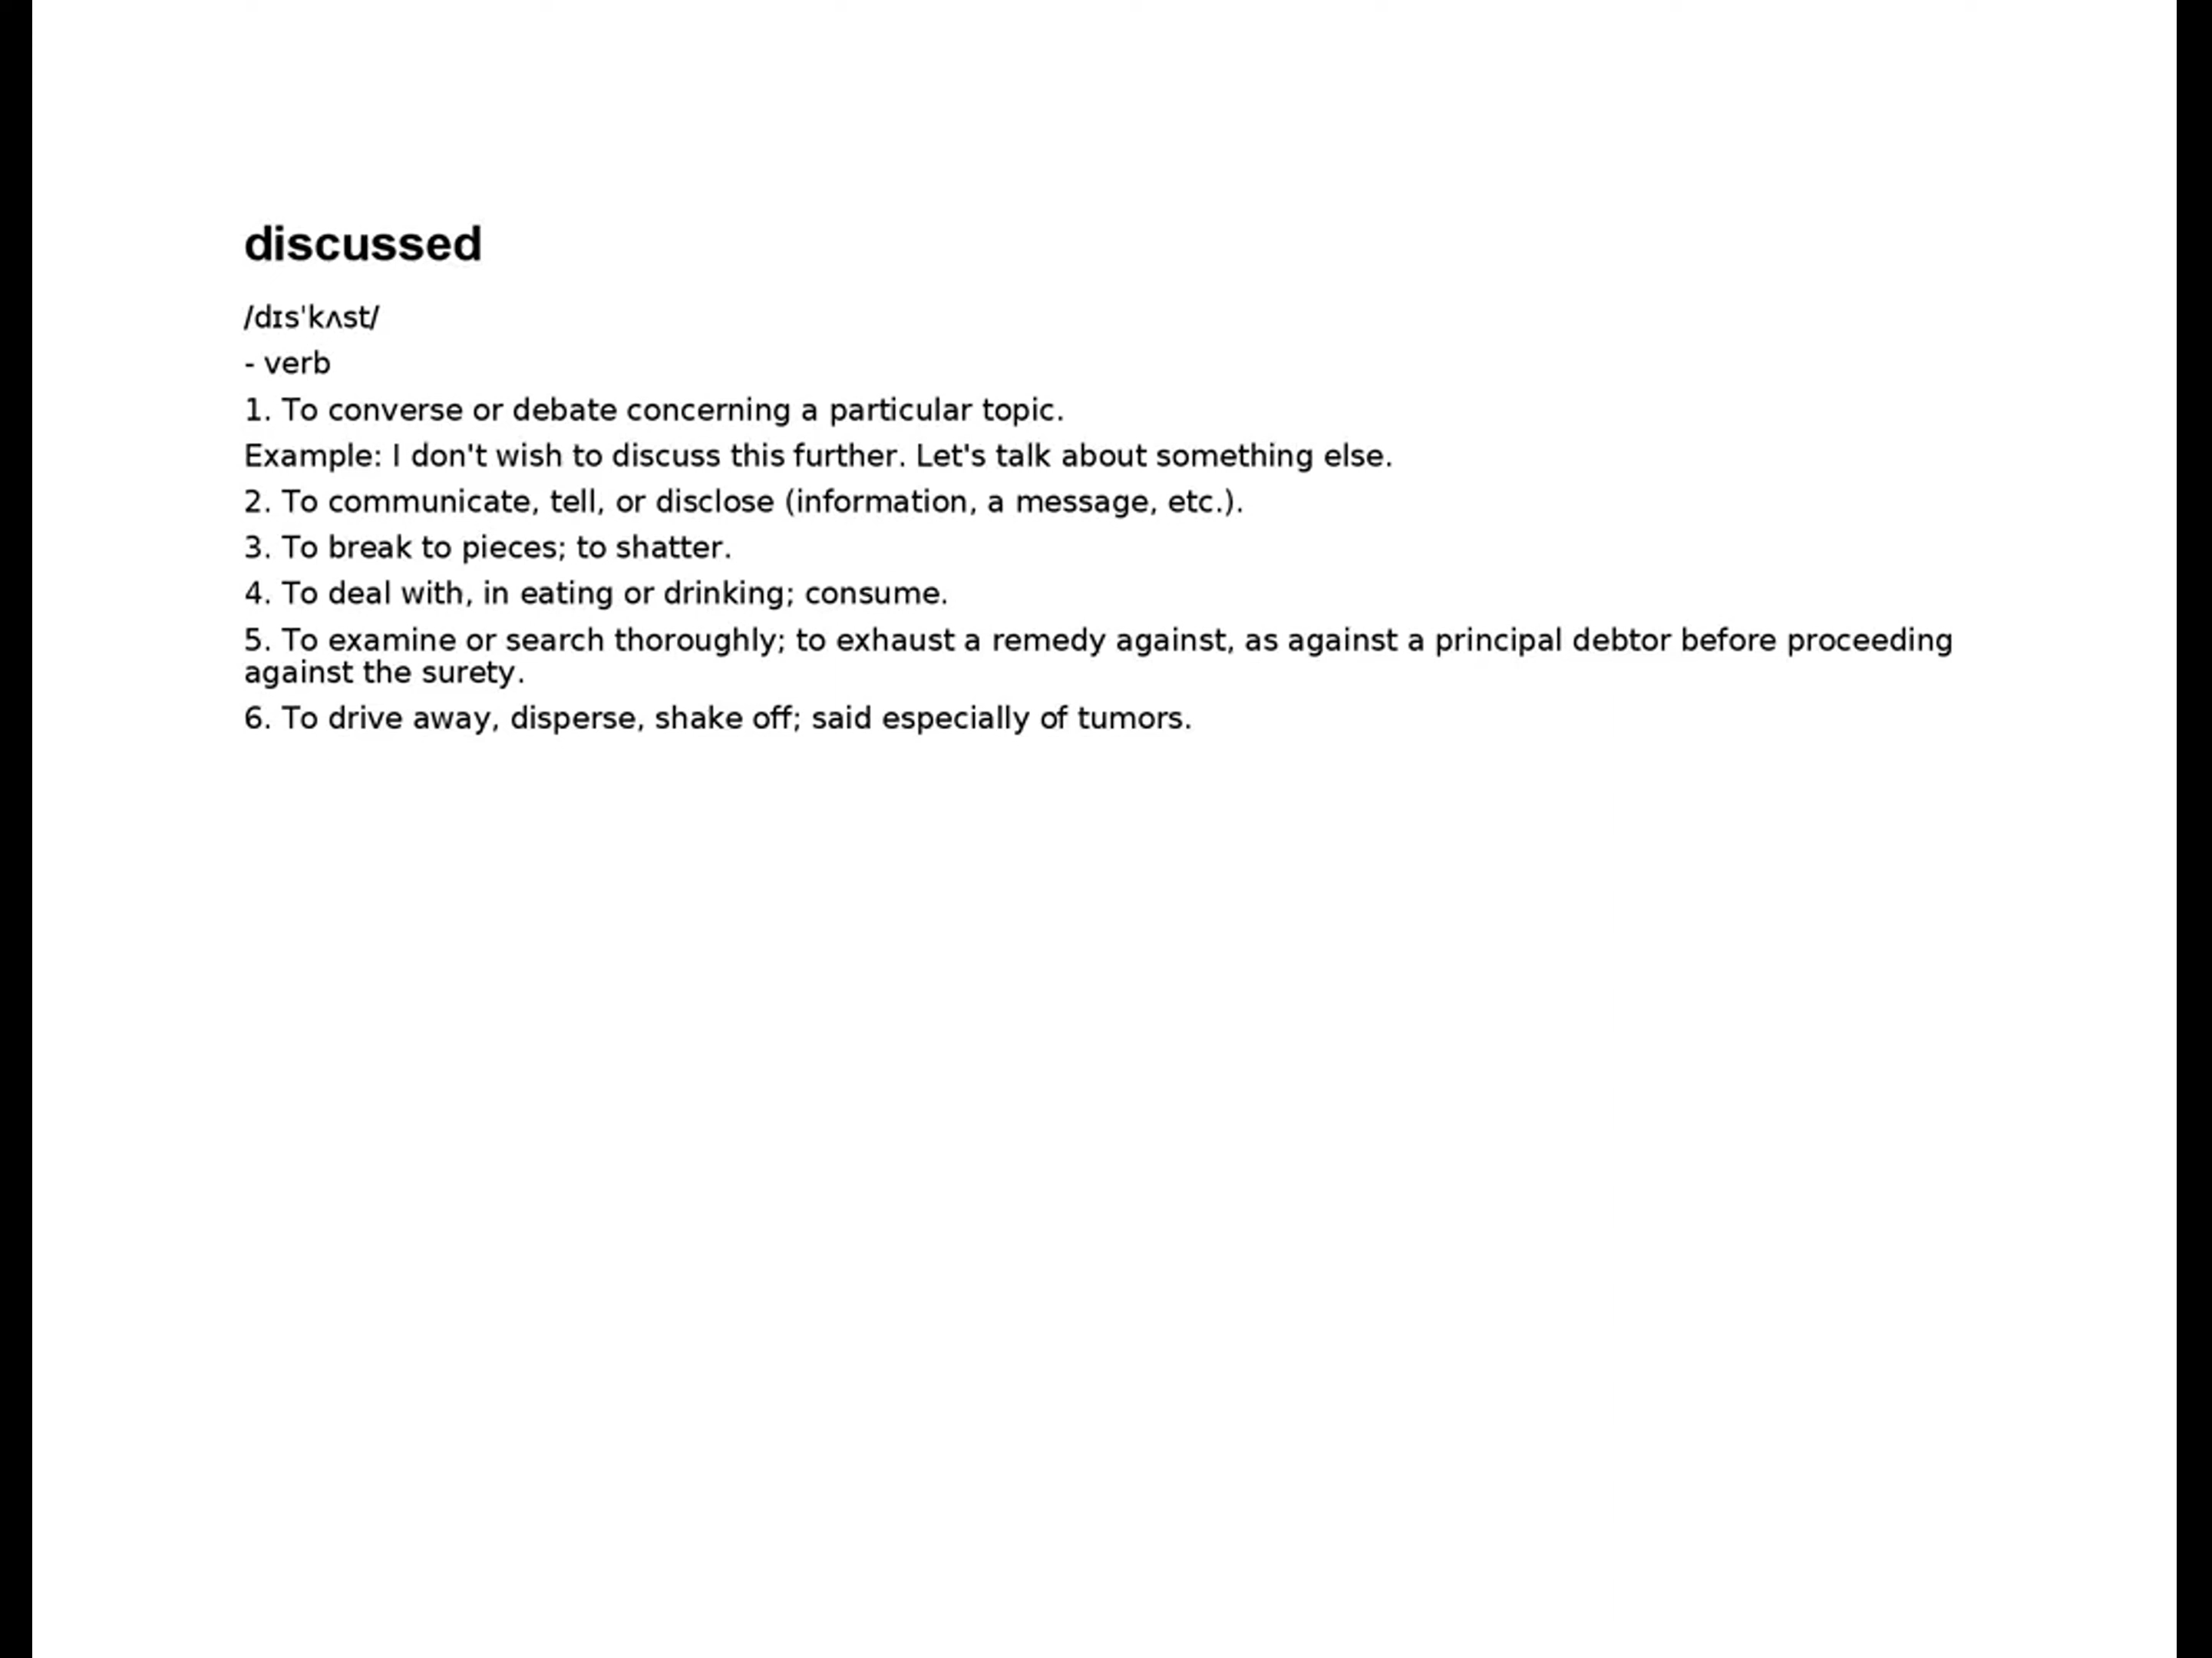 discussed
/dɪsˈkʌst/
- verb
1. To converse or debate concerning a particular topic.
Example: I don't wish to discuss this further. Let's talk about something else.
2. To communicate, tell, or disclose (information, a message, etc.).
3. To break to pieces; to shatter.
4. To deal with, in eating or drinking; consume.
5. To examine or search thoroughly; to exhaust a remedy against, as against a principal debtor before proceeding
against the surety.
6. To drive away, disperse, shake off; said especially of tumors.